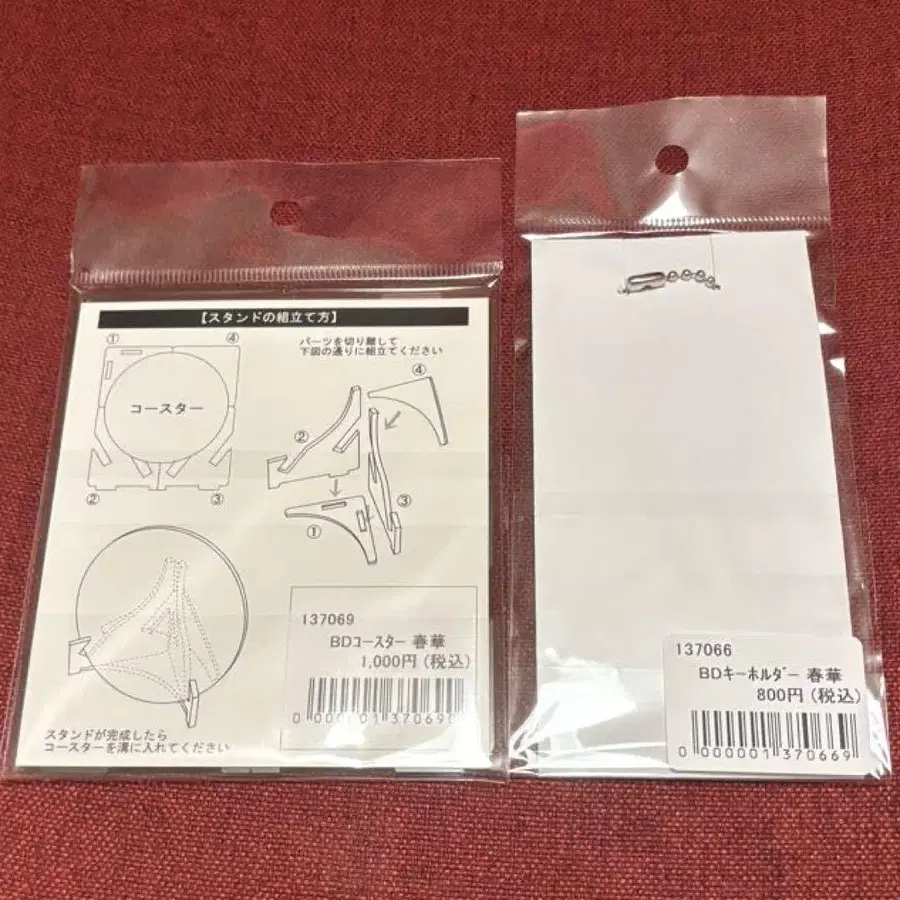 【スタンドの組立て方】
① ④
コースター
② ③
パーツを切り離して
下図の通りに組立てください
④
②
③
①
スタンドが完成したら
コースターを溝に入れてください
137069
BDｺｰｽﾀｰ 春華
1,000円(税込)
0 000001 370690
137066
BDｷｰﾎﾙﾀﾞｰ 春華
800円(税込)
0 000001 370669